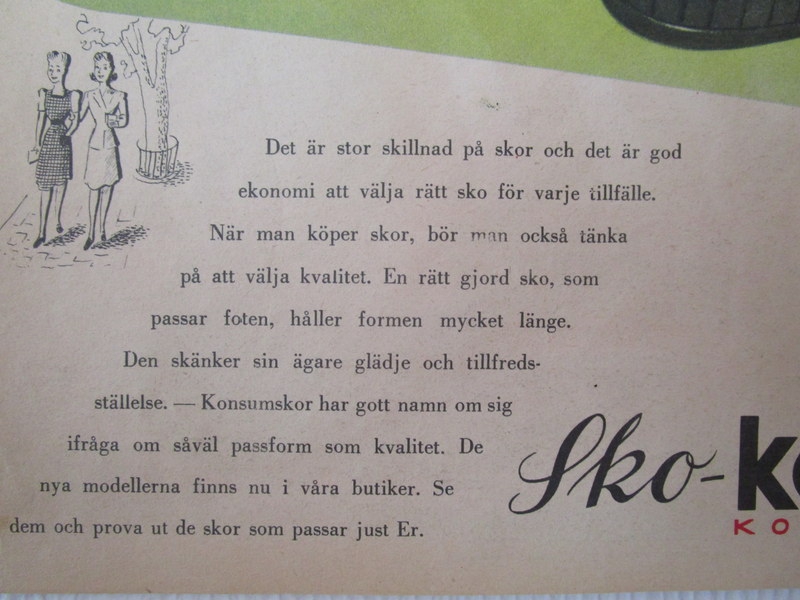 Det är stor skillnad på skor och det är god
ekonomi att välja rätt sko för varje tillfälle.
När man köper skor, bör man också tänka
på att välja kvalitet. En rätt gjord sko, som
passar foten, håller formen mycket länge.
Den skänker sin ägare glädje och tillfreds-
ställelse. — Konsumskor har gott namn om sig
ifråga om såväl passform som kvalitet. De
nya modellerna finns nu i våra butiker. Se
dem och prova ut de skor som passar just Er.
Sko-k
KO